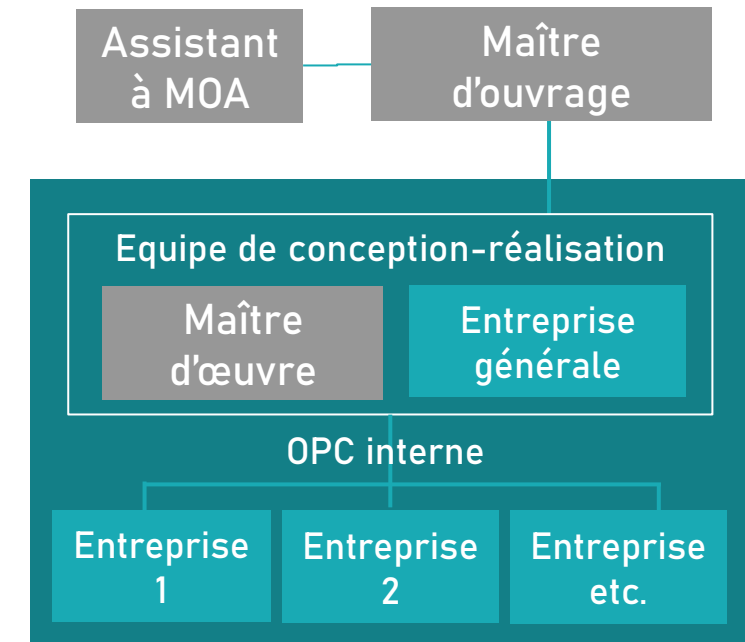 Assistant
à MOA
Maître
d'ouvrage
Equipe de conception-réalisation
Maître
d'œuvre
Entreprise
générale
OPC interne
Entreprise
1
Entreprise
2
Entreprise
etc.